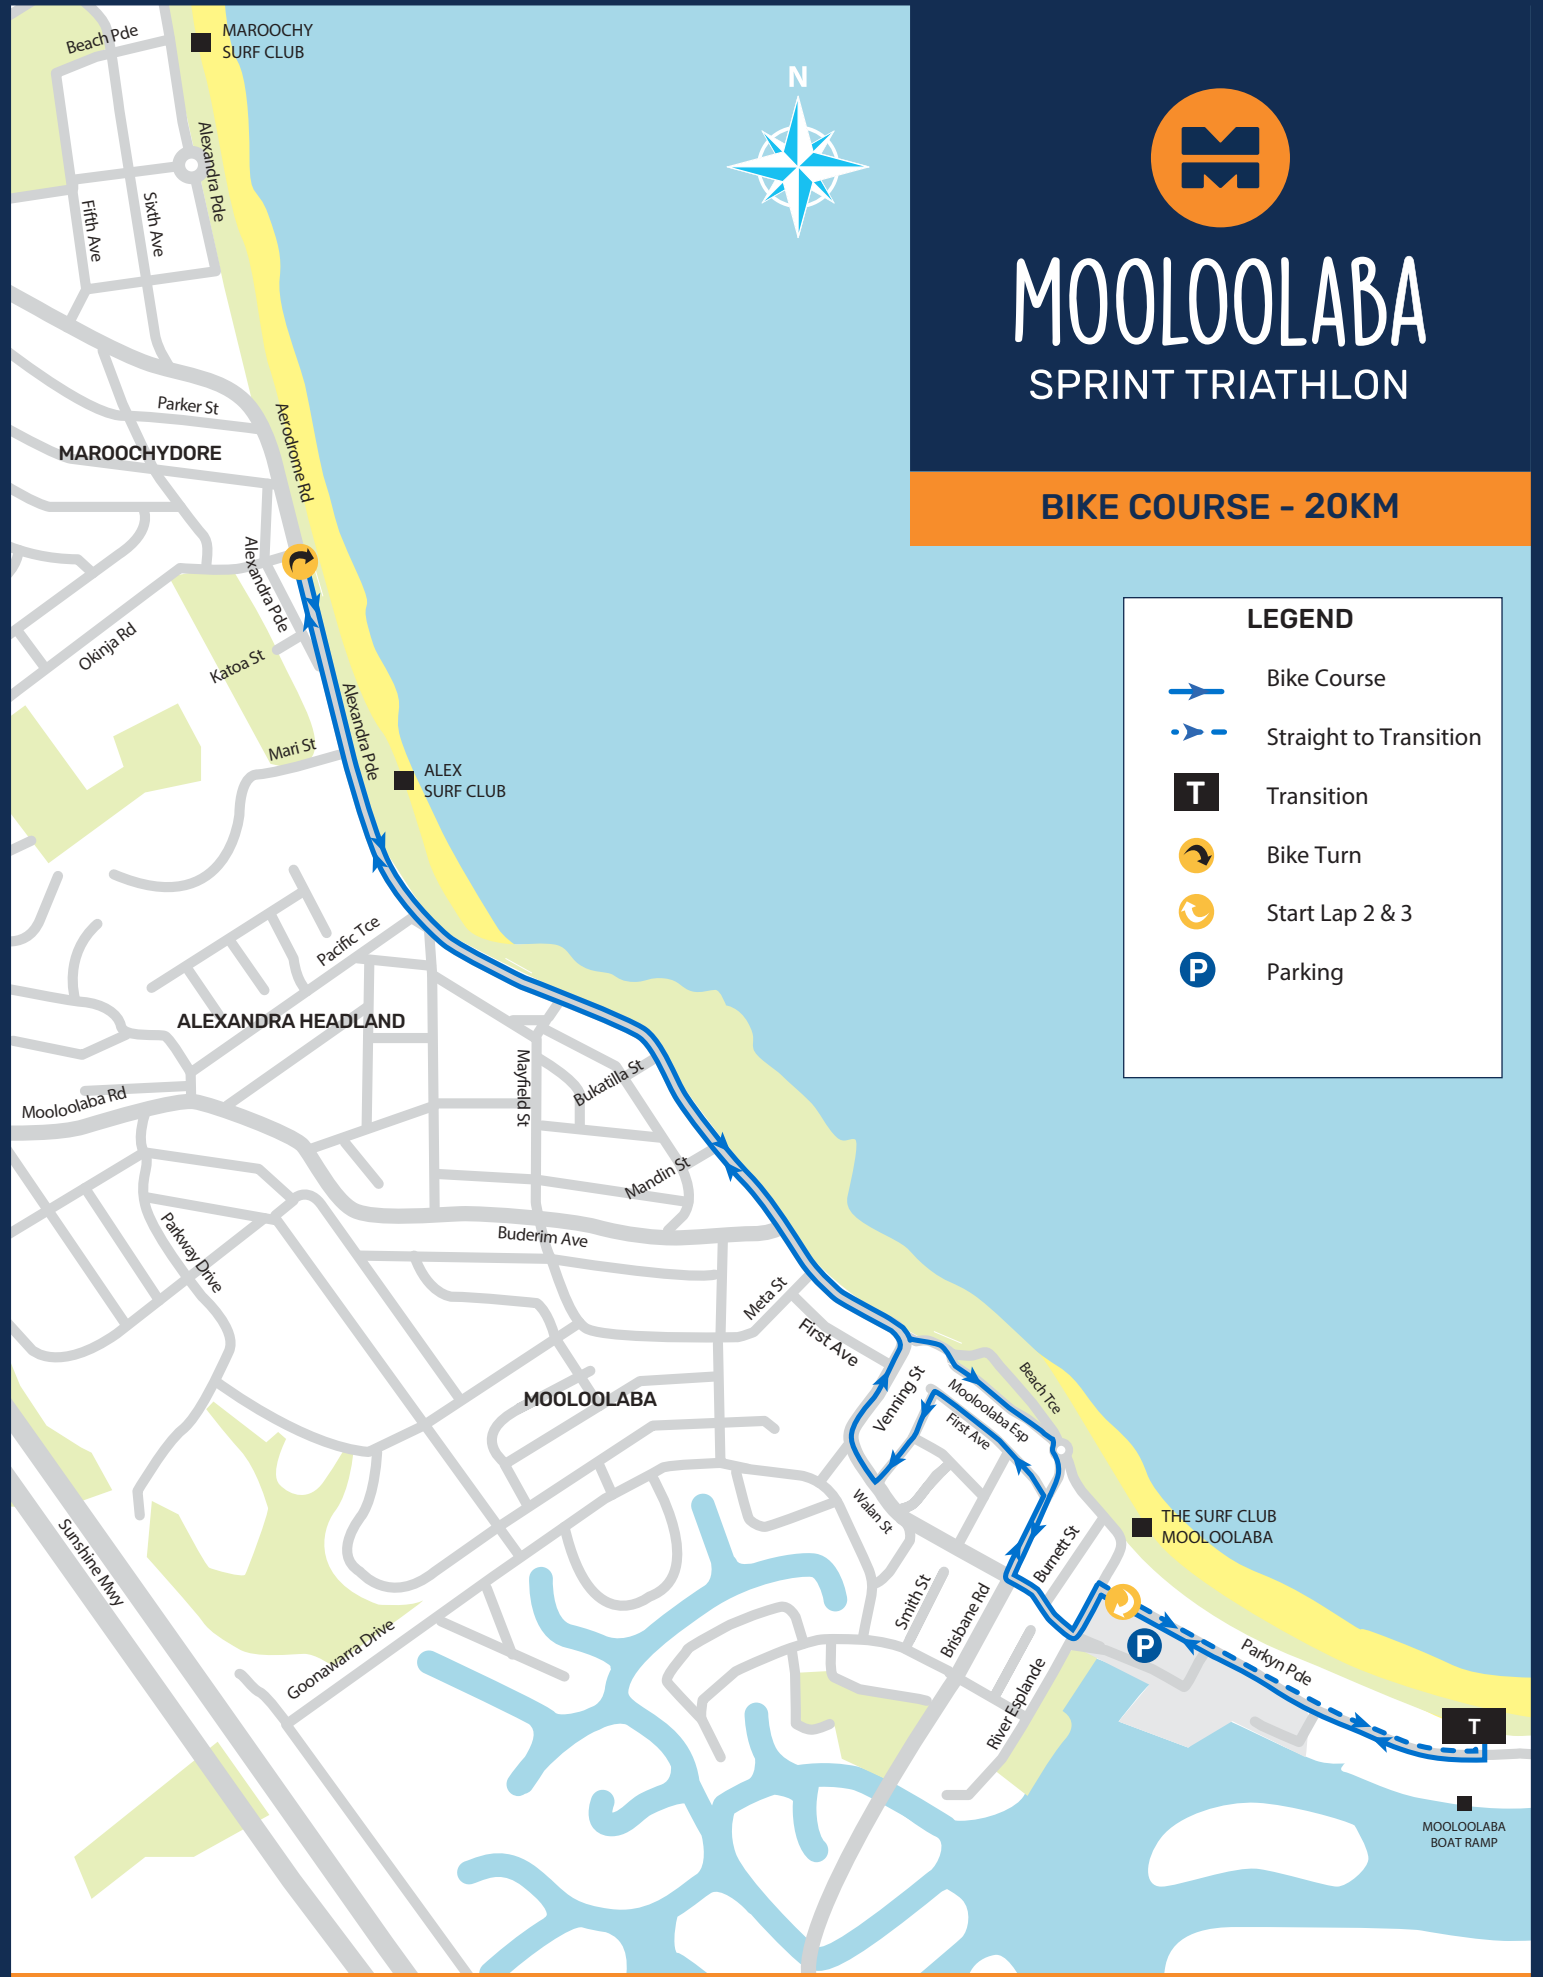 MAROOCHY
SURF CLUB
Beach Pde
N
Alexandra Pde
Fifth Ave
Sixth Ave
MOOLOOLABA
SPRINT TRIATHLON
BIKE COURSE - 20KM
Parker St
Aerodrome Rd
MAROOCHYDORE
Alexandra Pde
Okinja Rd
Katoa St
Alexandra Pde
Mari St
ALEX
SURF CLUB
LEGEND
Bike Course
Straight to Transition
T
Transition
Bike Turn
Start Lap 2 & 3
P
Parking
Pacific Tce
ALEXANDRA HEADLAND
Mayfield St
Bukatilla St
Mooloolaba Rd
Mandin St
Parkway Drive
Buderim Ave
Meta St
First Ave
MOOLOOLABA
Venning St
Mooloolaba Esp
First Ave
Beach Tce
Walan St
THE SURF CLUB
MOOLOOLABA
Sunshine Mwy
Burnett St
Smith St
Brisbane Rd
P
Parkyn Pde
Goonawarra Drive
River Esplande
T
MOOLOOLABA
BOAT RAMP